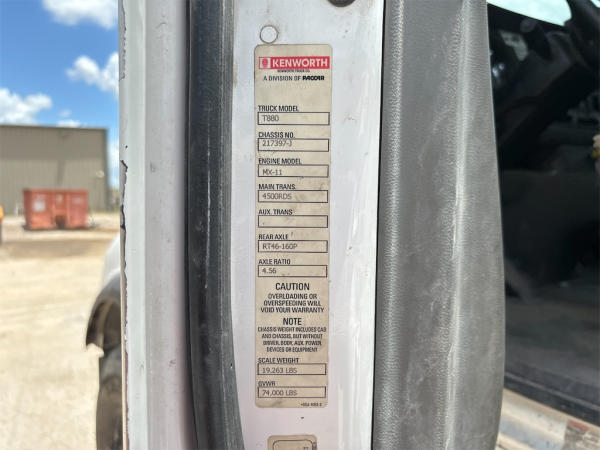 KENWORTH
KENWORTH TRUCK CO.
A DIVISION OF PACCAR
TRUCK MODEL
T880
CHASSIS NO.
217397-J
ENGINE MODEL
MX-11
MAIN TRANS.
4500RDS
AUX. TRANS
REAR AXLE
RT46-160P
AXLE RATIO
4.56
CAUTION
OVERLOADING OR
OVERSPEEDING WILL
VOID YOUR WARRANTY
NOTE
CHASSIS WEIGHT INCLUDES CAB
AND CHASSIS, BUT WITHOUT
DRIVER, BODY, AUX. POWER,
DEVICES OR EQUIPMENT
SCALE WEIGHT
19,263 LBS
GVWR
74,000 LBS